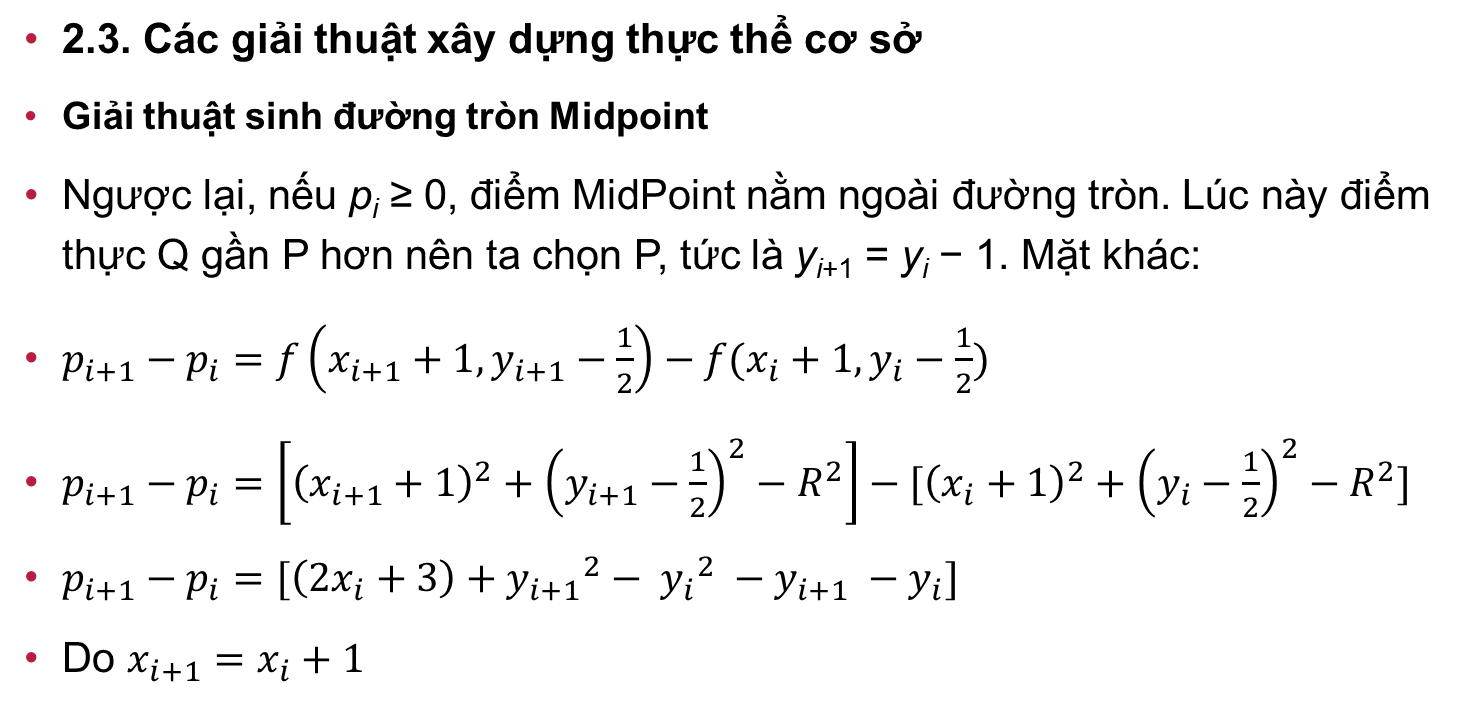 • 2.3. Các giải thuật xây dựng thực thể cơ sở
• Giải thuật sinh đường tròn Midpoint
• Ngược lại, nếu pᵢ ≥ 0, điểm MidPoint nằm ngoài đường tròn. Lúc này điểm
thực Q gần P hơn nên ta chọn P, tức là yᵢ₊₁ = yᵢ − 1. Mặt khác:
• pᵢ₊₁ − pᵢ = f(xᵢ₊₁ + 1, yᵢ₊₁ − 1/2) − f(xᵢ + 1, yᵢ − 1/2)
• pᵢ₊₁ − pᵢ = [(xᵢ₊₁ + 1)² + (yᵢ₊₁ − 1/2)² − R²] − [(xᵢ + 1)² + (yᵢ − 1/2)² − R²]
• pᵢ₊₁ − pᵢ = [(2xᵢ + 3) + yᵢ₊₁² − yᵢ² − yᵢ₊₁ − yᵢ]
• Do xᵢ₊₁ = xᵢ + 1